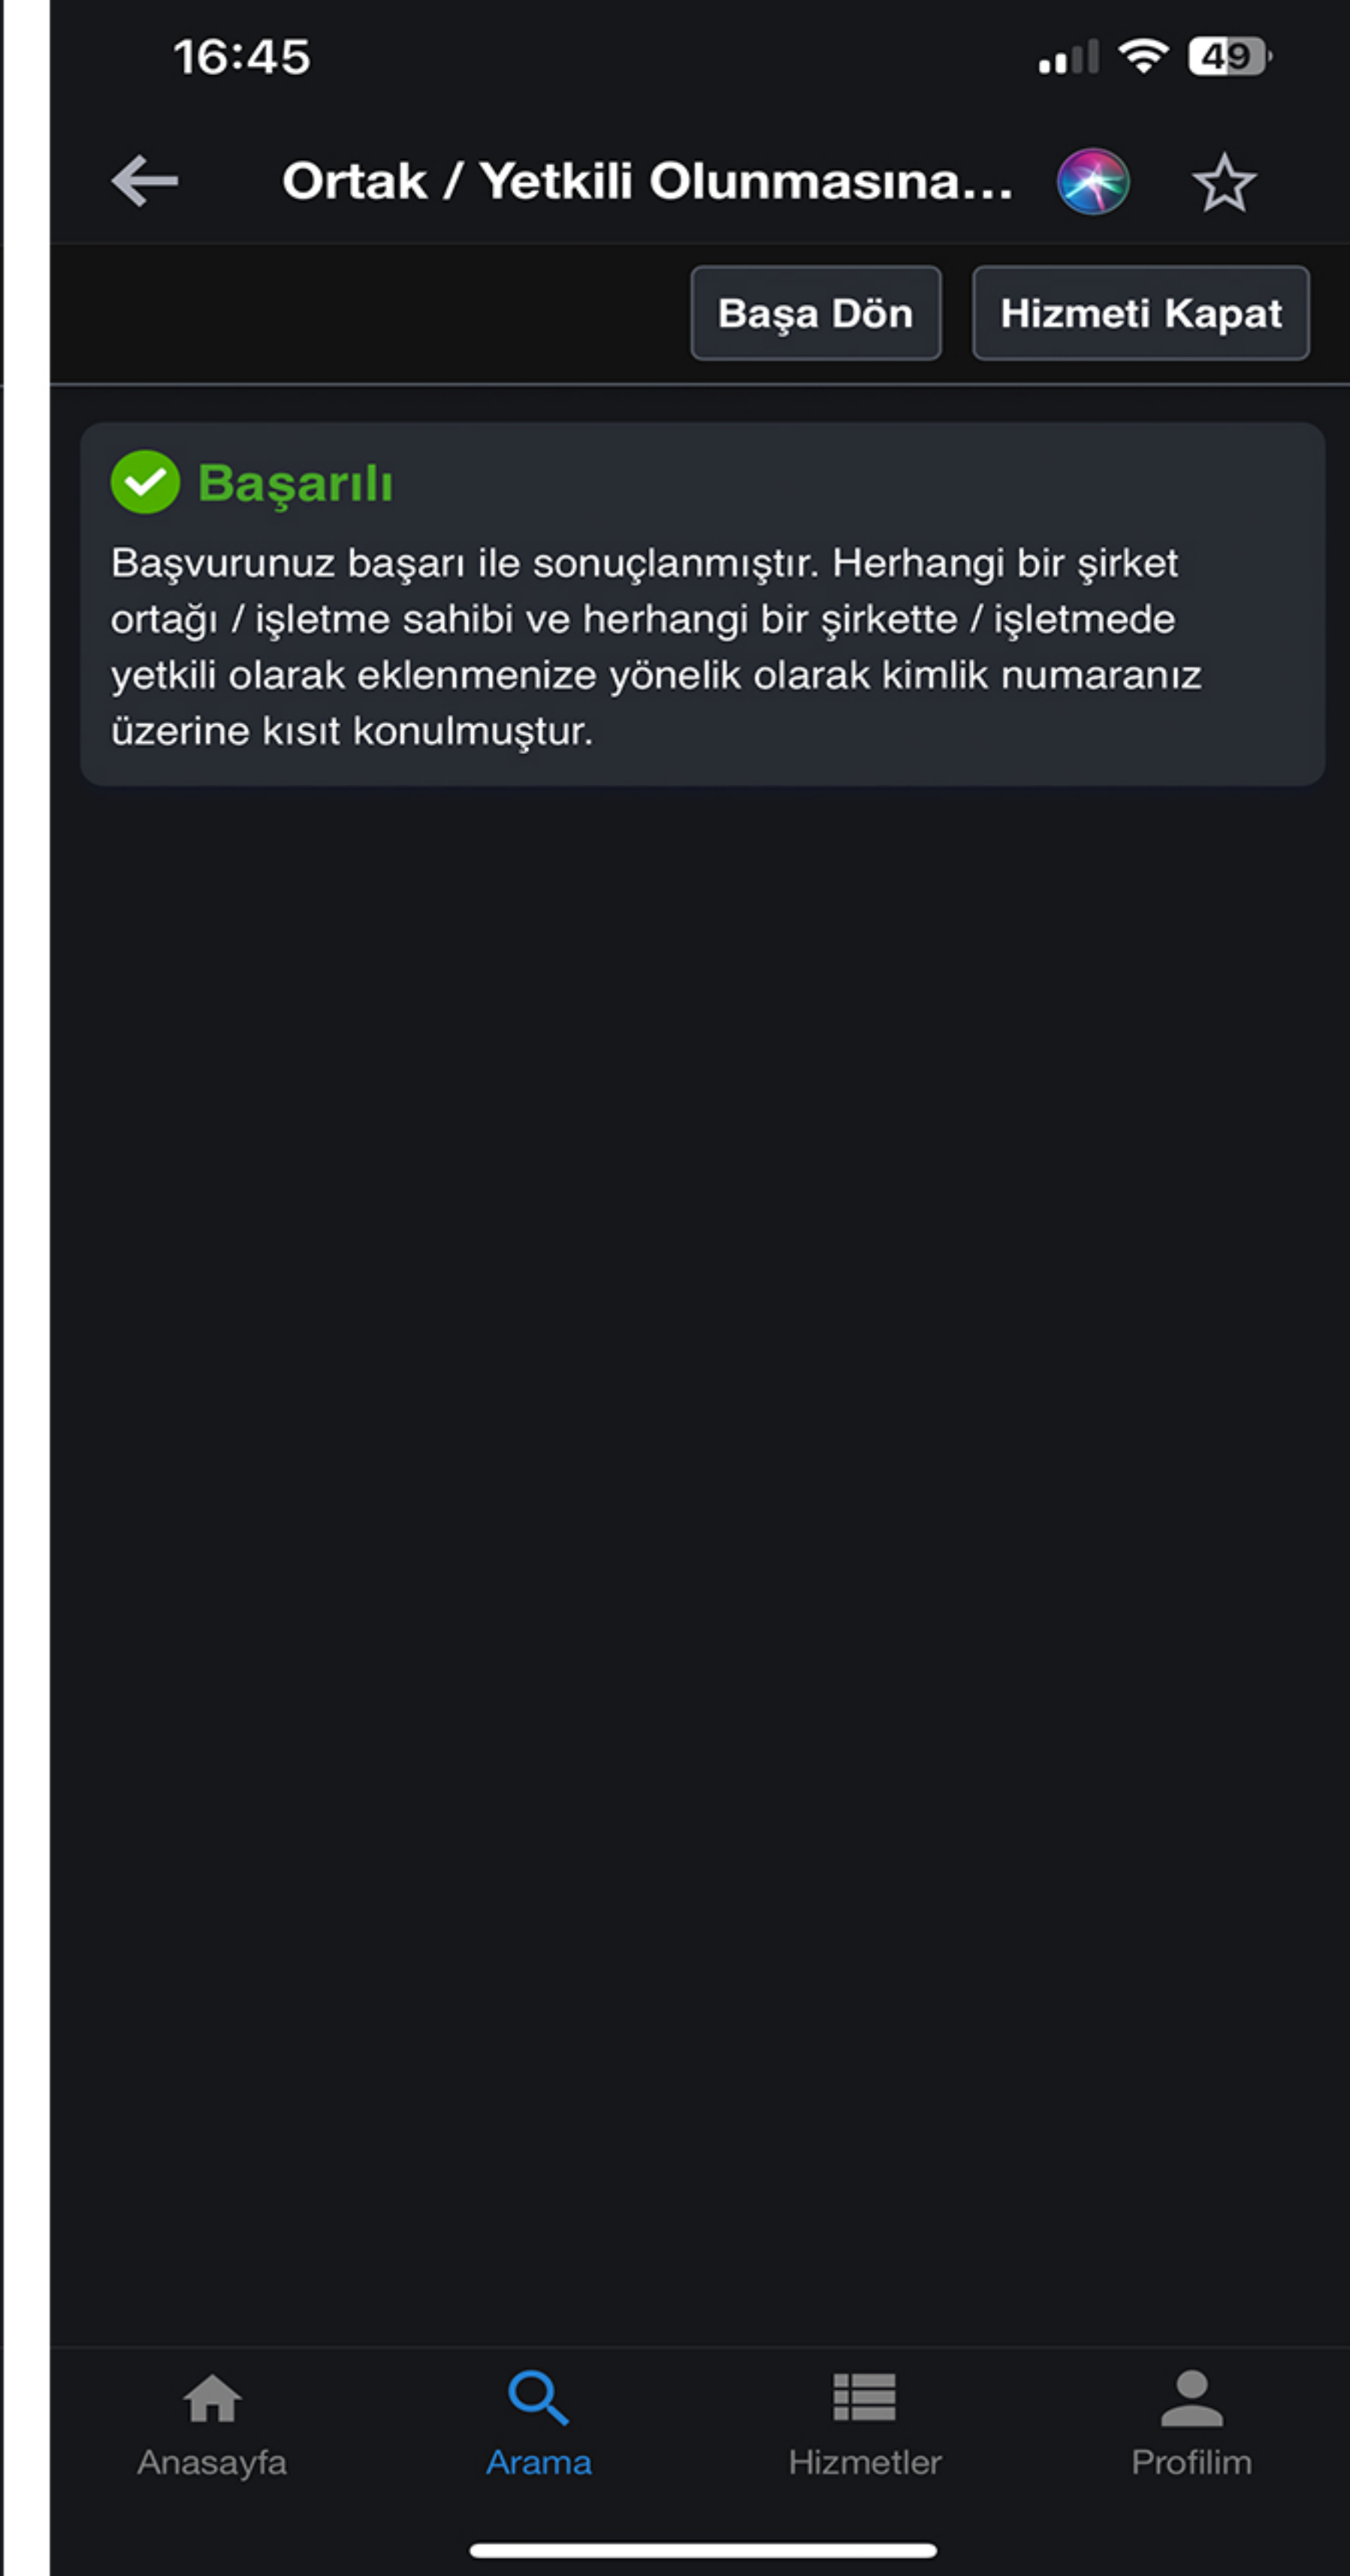 16:45
49
Ortak / Yetkili Olunmasına...
Başa Dön
Hizmeti Kapat
Başarılı
Başvurunuz başarı ile sonuçlanmıştır. Herhangi bir şirket
ortağı / işletme sahibi ve herhangi bir şirkette / işletmede
yetkili olarak eklenmenize yönelik olarak kimlik numaranız
üzerine kısıt konulmuştur.
Anasayfa
Arama
Hizmetler
Profilim